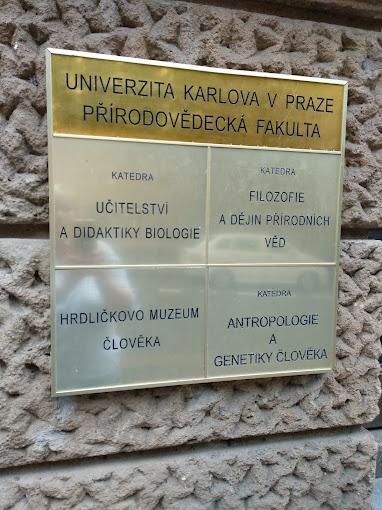 UNIVERZITA KARLOVA V PRAZE
PŘÍRODOVĚDECKÁ FAKULTA
KATEDRA
UČITELSTVÍ
A DIDAKTIKY BIOLOGIE
KATEDRA
FILOZOFIE
A DĚJIN PŘÍRODNÍCH
VĚD
HRDLIČKOVO MUZEUM
ČLOVĚKA
KATEDRA
ANTROPOLOGIE
A
GENETIKY ČLOVĚKA